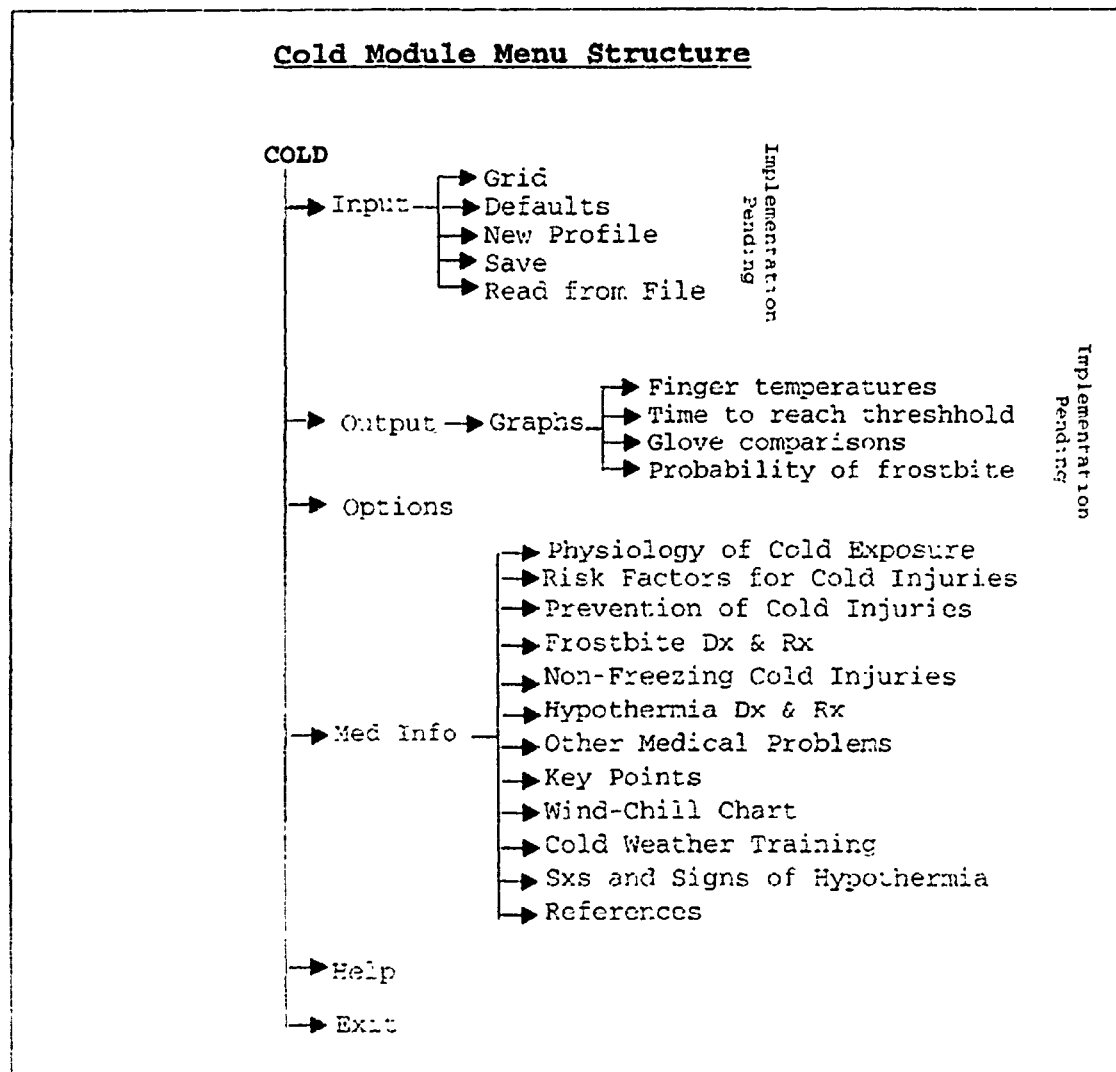 Cold Module Menu Structure
COLD
Input
Grid
Defaults
New Profile
Save
Read from File
Implementation
Pending
Output
Graphs
Finger temperatures
Time to reach threshhold
Glove comparisons
Probability of frostbite
Implementation
Pending
Options
Med Info
Physiology of Cold Exposure
Risk Factors for Cold Injuries
Prevention of Cold Injuries
Frostbite Dx & Rx
Non-Freezing Cold Injuries
Hypothermia Dx & Rx
Other Medical Problems
Key Points
Wind-Chill Chart
Cold Weather Training
Sxs and Signs of Hypothermia
References
Help
Exit